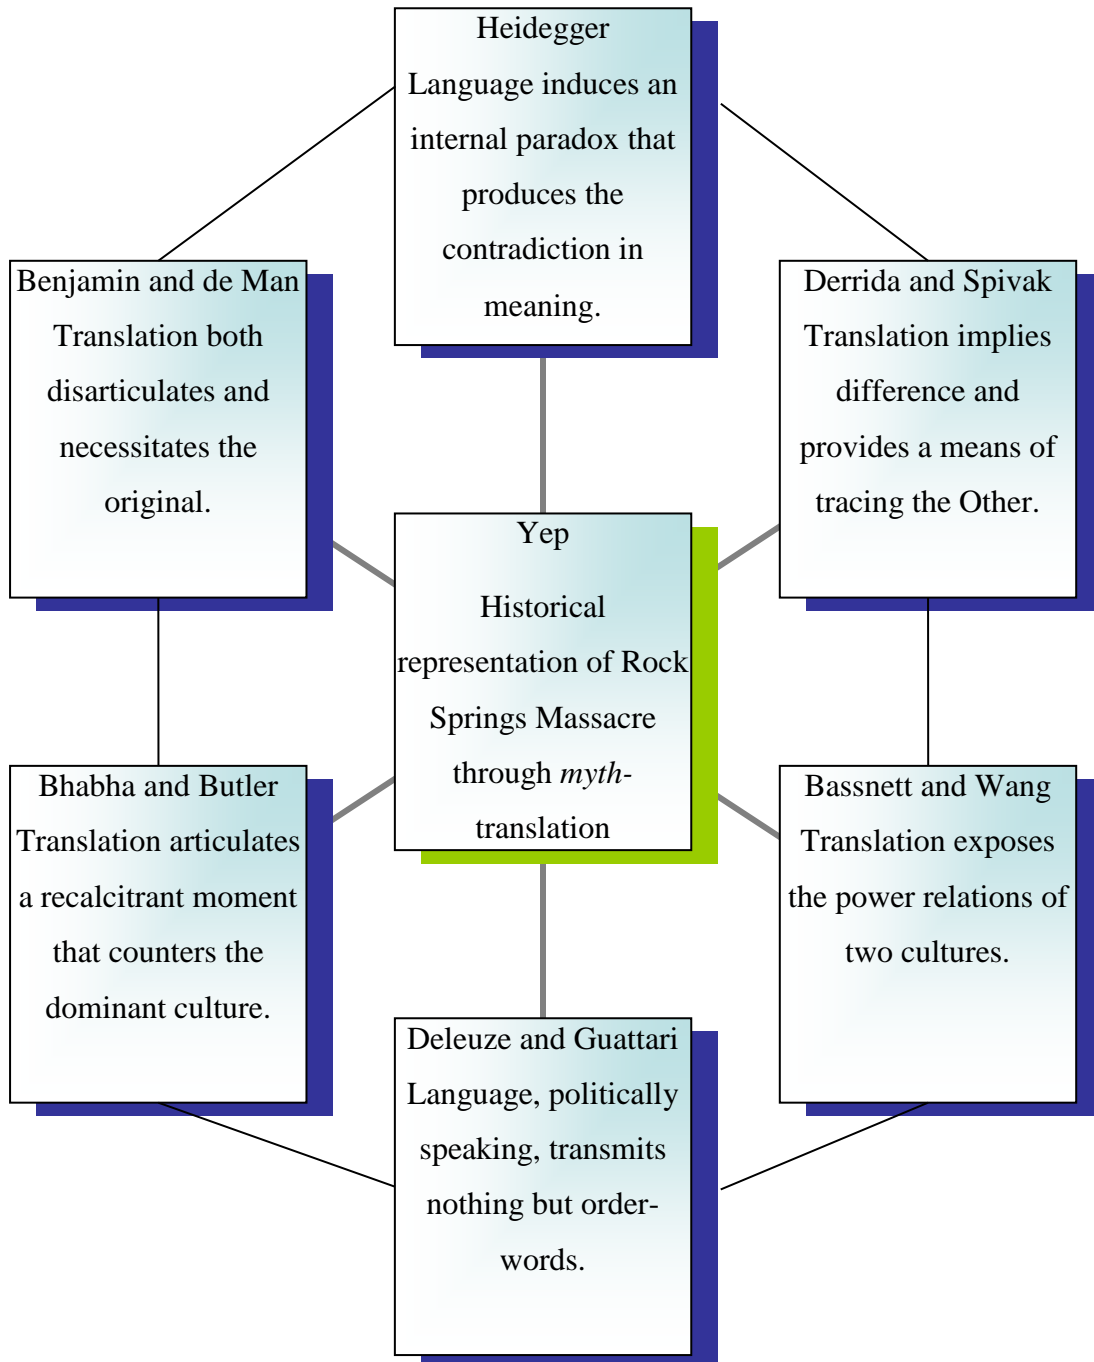 Heidegger
Language induces an
internal paradox that
produces the
contradiction in
meaning.
Benjamin and de Man
Translation both
disarticulates and
necessitates the
original.
Derrida and Spivak
Translation implies
difference and
provides a means of
tracing the Other.
Yep
Historical
representation of Rock
Springs Massacre
through myth-
translation
Bhabha and Butler
Translation articulates
a recalcitrant moment
that counters the
dominant culture.
Bassnett and Wang
Translation exposes
the power relations of
two cultures.
Deleuze and Guattari
Language, politically
speaking, transmits
nothing but order-
words.